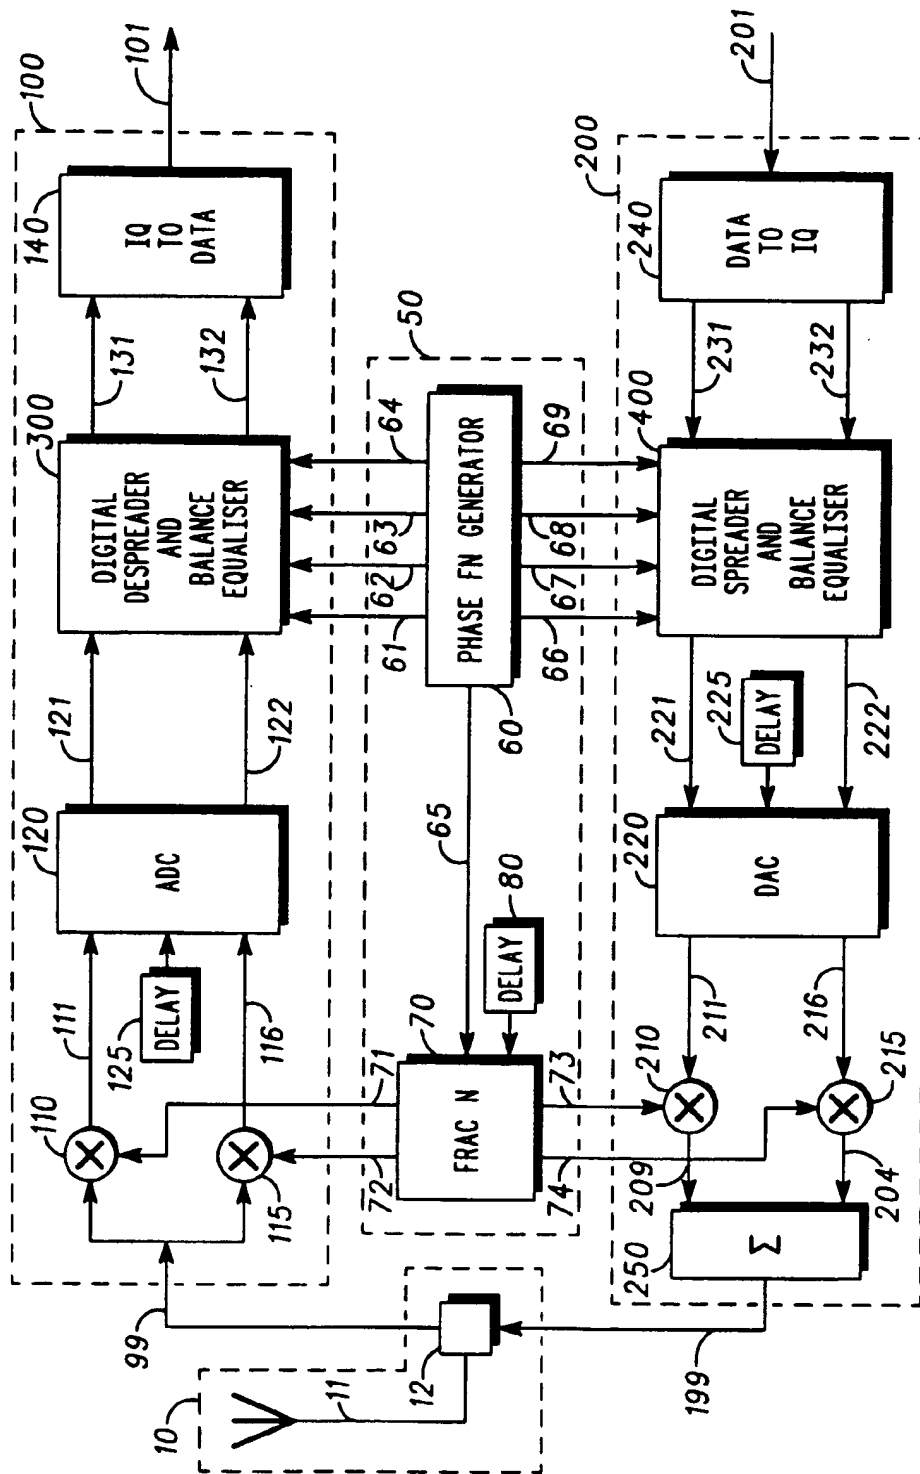 100
101
110
111
120
121
300
131
140
IQ
TO
DATA
DIGITAL
DESPREADER
AND
BALANCE
EQUALISER
ADC
125
DELAY
115
116
122
132
99
50
71
72
61
62
63
64
70
FRAC N
80
DELAY
65
60
PHASE FN GENERATOR
73
74
66
67
68
69
10
11
12
200
201
210
211
220
221
225
DELAY
400
231
240
DATA
TO
IQ
DIGITAL
SPREADER
AND
BALANCE
EQUALISER
DAC
250
Σ
209
204
215
216
222
232
199